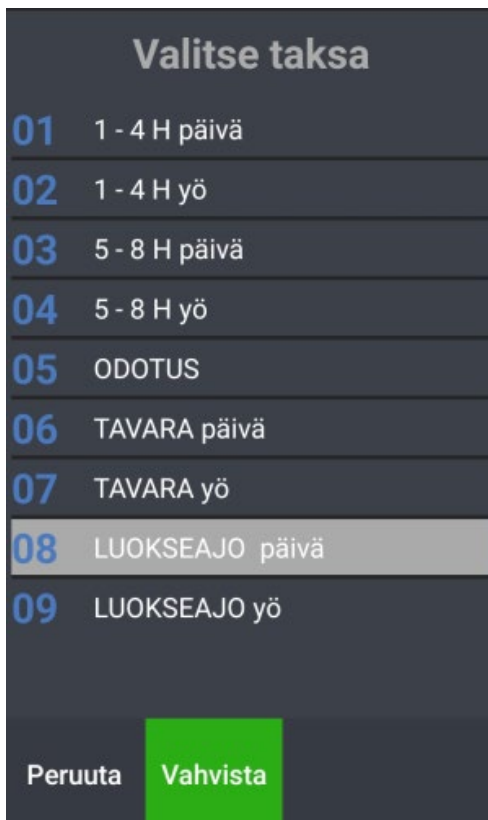 Valitse taksa
01 1 - 4 H päivä
02 1 - 4 H yö
03 5 - 8 H päivä
04 5 - 8 H yö
05 ODOTUS
06 TAVARA päivä
07 TAVARA yö
08 LUOKSEAJO  päivä
09 LUOKSEAJO yö
Peruuta Vahvista